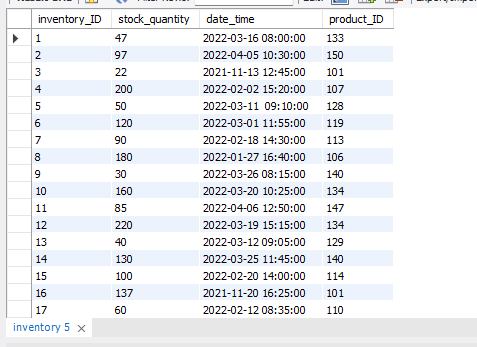 inventory_ID stock_quantity date_time product_ID
1 47 2022-03-16 08:00:00 133
2 97 2022-04-05 10:30:00 150
3 22 2021-11-13 12:45:00 101
4 200 2022-02-02 15:20:00 107
5 50 2022-03-11  09:10:00 128
6 120 2022-03-01 11:55:00 119
7 90 2022-02-18 14:30:00 113
8 180 2022-01-27 16:40:00 106
9 30 2022-03-26 08:15:00 140
10 160 2022-03-20 10:25:00 134
11 85 2022-04-06 12:50:00 147
12 220 2022-03-19 15:15:00 134
13 40 2022-03-12 09:05:00 129
14 130 2022-03-25 11:45:00 140
15 100 2022-02-20 14:00:00 114
16 137 2021-11-20 16:25:00 101
17 60 2022-02-12 08:35:00 110
inventory 5